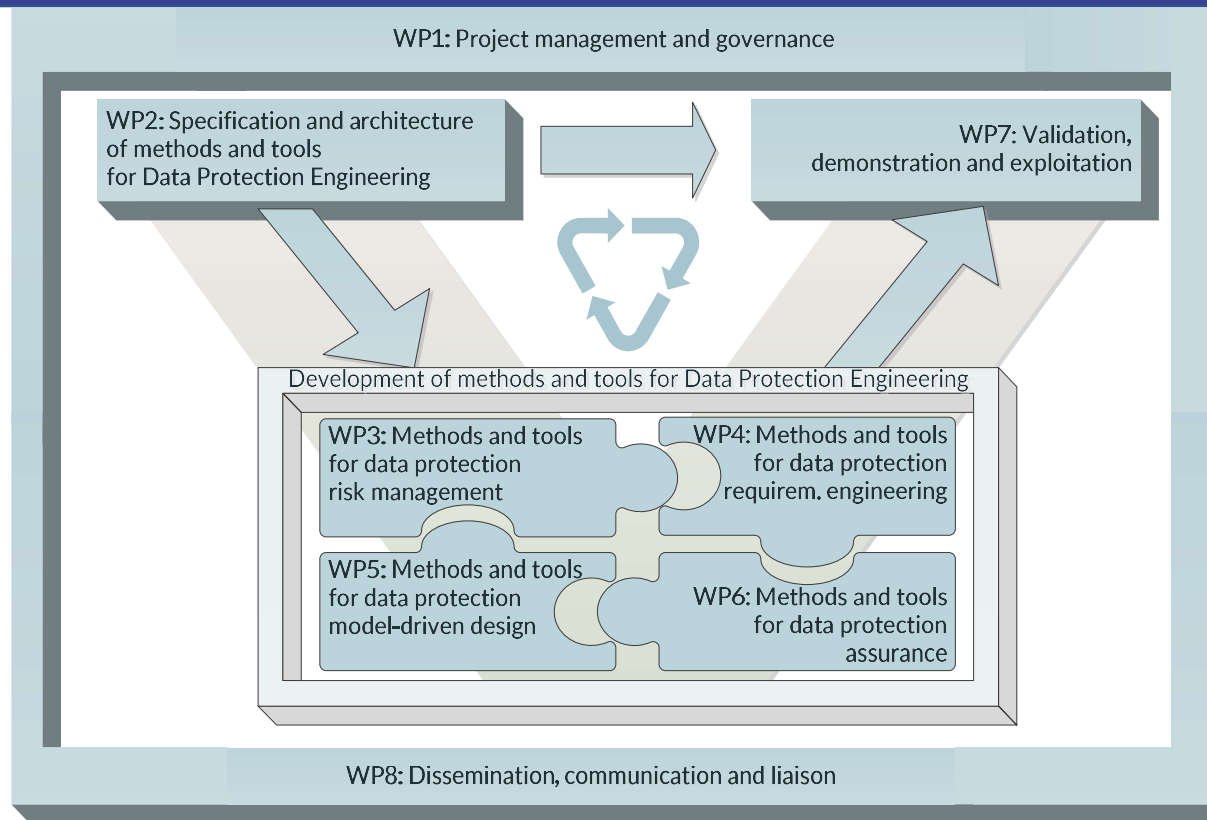 WP1: Project management and governance
WP2: Specification and architecture
of methods and tools
for Data Protection Engineering
WP7: Validation,
demonstration and exploitation
Development of methods and tools for Data Protection Engineering
WP3: Methods and tools
for data protection
risk management
WP4: Methods and tools
for data protection
requirem. engineering
WP5: Methods and tools
for data protection
model-driven design
WP6: Methods and tools
for data protection
assurance
WP8: Dissemination, communication and liaison